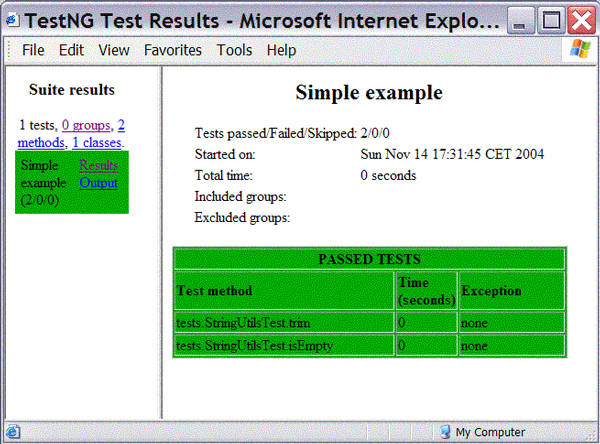 TestNG Test Results - Microsoft Internet Explo...
File Edit View Favorites Tools Help
Suite results
1 tests, 0 groups, 2
methods, 1 classes.
Simple Results
example Output
(2/0/0)
Simple example
Tests passed/Failed/Skipped: 2/0/0
Started on: Sun Nov 14 17:31:45 CET 2004
Total time: 0 seconds
Included groups:
Excluded groups:
PASSED TESTS
Test method Time (seconds) Exception
tests.StringUtilsTest.trim 0 none
tests.StringUtilsTest.isEmpty 0 none
My Computer